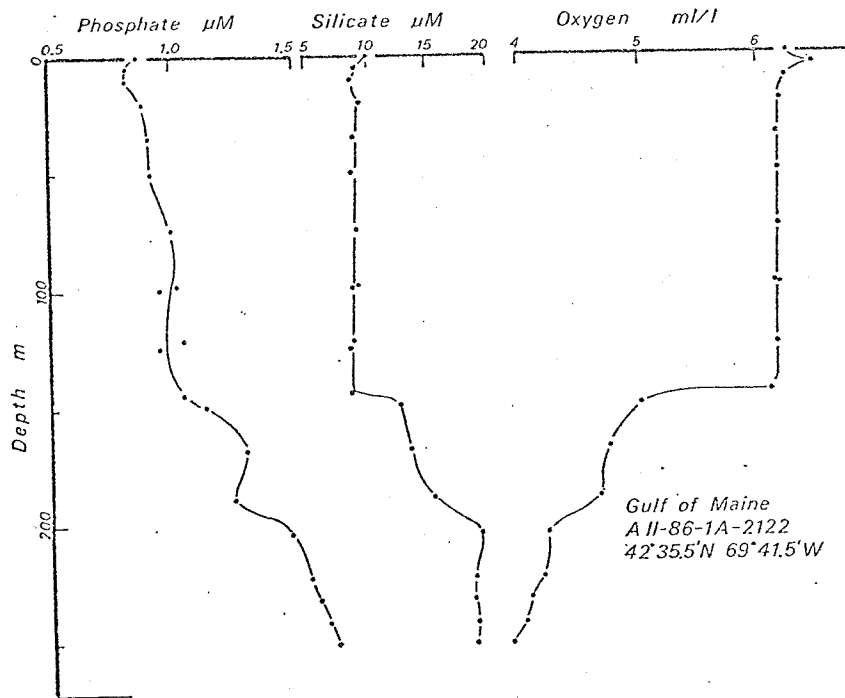 Phosphate µM Silicate µM Oxygen ml/l
0.5 1.0 1.5 5 10 15 20 4 5 6
0
100
200
Depth m
Gulf of Maine
A II-86-1A-2122
42°35.5'N 69°41.5'W